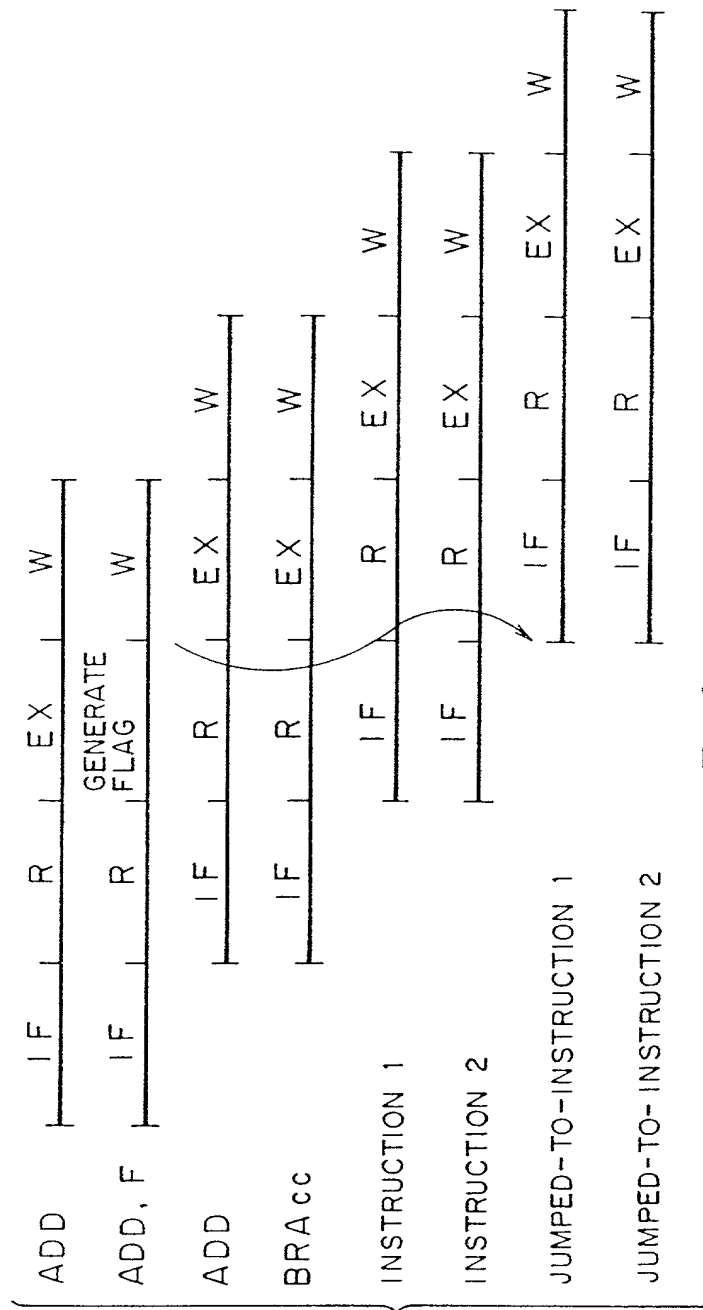 ADD IF R EX W
ADD, F IF R GENERATE FLAG W
ADD IF R EX W
BRAcc IF R EX W
INSTRUCTION 1 IF R EX W
INSTRUCTION 2 IF R EX W
JUMPED-TO-INSTRUCTION 1 IF R EX W
JUMPED-TO-INSTRUCTION 2 IF R EX W